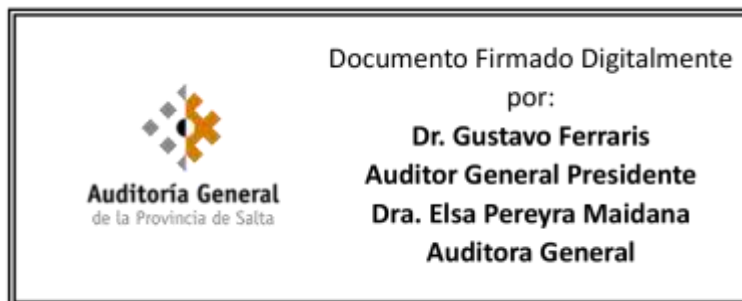 Auditoría General
de la Provincia de Salta
Documento Firmado Digitalmente
por:
Dr. Gustavo Ferraris
Auditor General Presidente
Dra. Elsa Pereyra Maidana
Auditora General